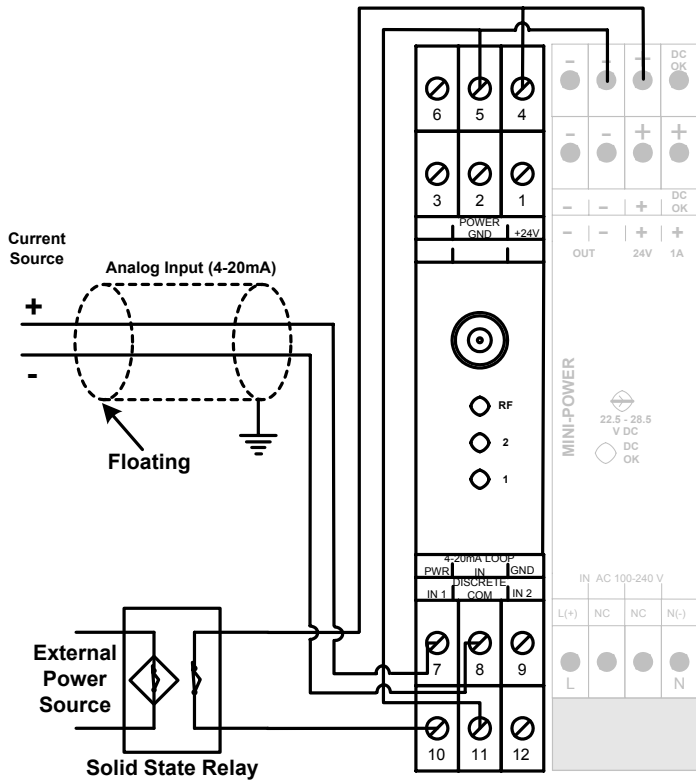 - - + DC OK
6 5 4
- - + +
3 2 1
- - + DC OK
POWER
GND +24V
- - + +
OUT 24V 1A
Current
Source
Analog Input (4-20mA)
+
-
Floating
RF
2
1
MINI-POWER
22.5 - 28.5
V DC
DC
OK
4-20mA LOOP
PWR IN GND
DISCRETE
IN 1 COM IN 2
IN AC 100-240 V
L(+) NC NC N(-)
7 8 9
L N
External
Power
Source
10 11 12
Solid State Relay